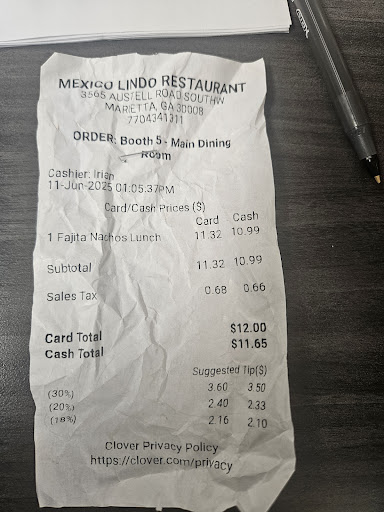 MEXICO LINDO RESTAURANT
3565 AUSTELL ROAD SOUTHW
MARIETTA, GA 30008
7704341311
ORDER: Booth 5 - Main Dining
Room
Cashier: Irian
11-Jun-2025 01:05:37PM
Card/Cash Prices ($)
Card Cash
1 Fajita Nachos Lunch 11.32 10.99
Subtotal 11.32 10.99
Sales Tax 0.68 0.66
Card Total $12.00
Cash Total $11.65
Suggested Tip($)
(30%) 3.60 3.50
(20%) 2.40 2.33
(18%) 2.16 2.10
Clover Privacy Policy
https://clover.com/privacy